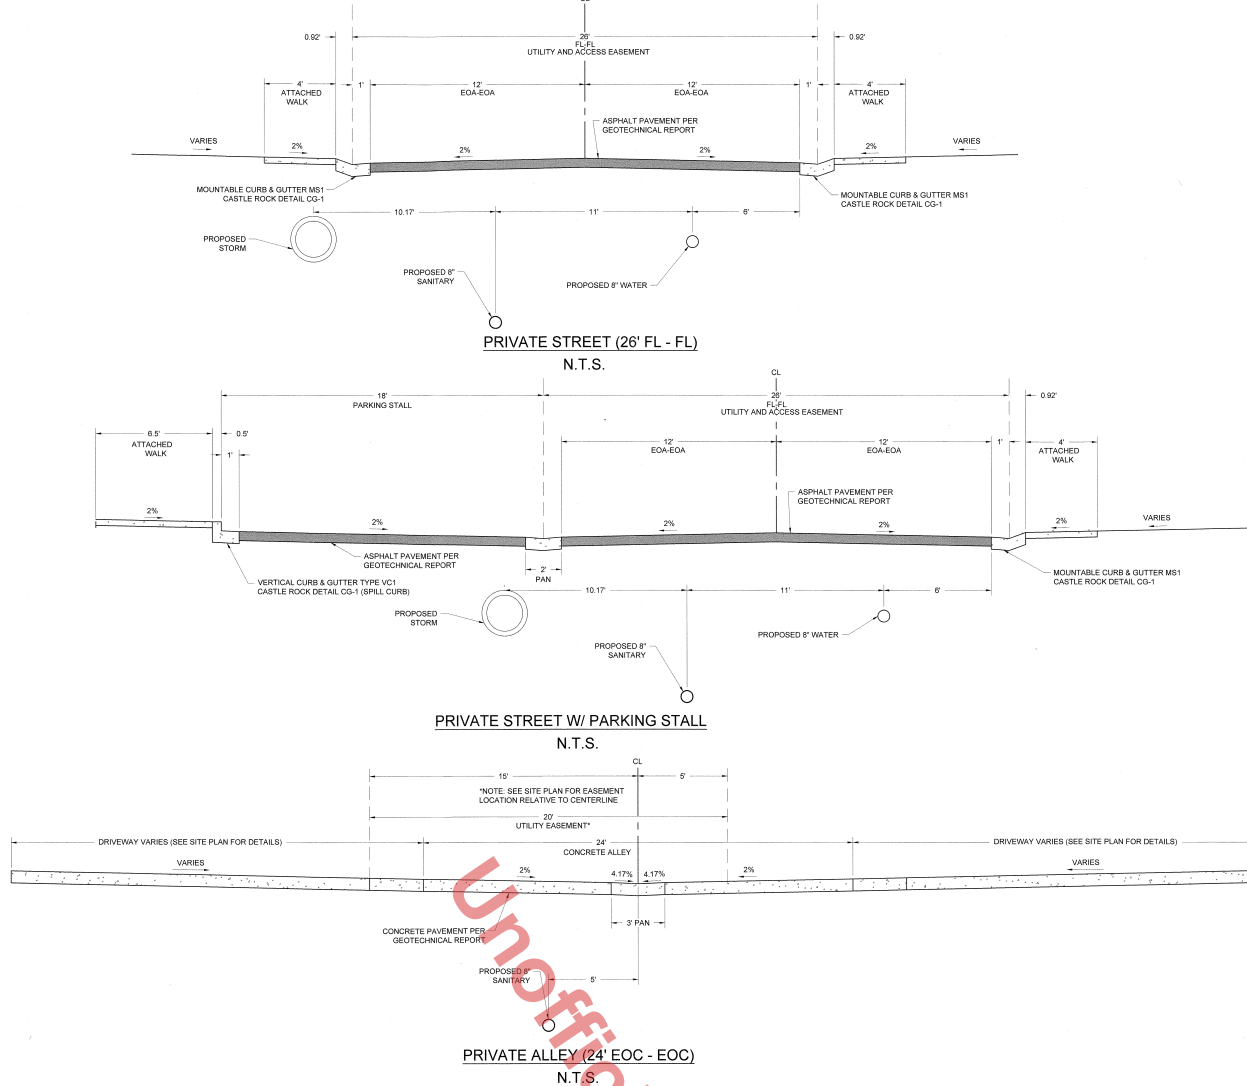 26'
0.92'
FL-FL
0.92'
UTILITY AND ACCESS EASEMENT
4' 1' 12' 12' 1' 4'
ATTACHED EOA-EOA EOA-EOA ATTACHED
WALK WALK
ASPHALT PAVEMENT PER
GEOTECHNICAL REPORT
VARIES 2% 2% 2% 2% VARIES
MOUNTABLE CURB & GUTTER MS1
CASTLE ROCK DETAIL CG-1
MOUNTABLE CURB & GUTTER MS1
CASTLE ROCK DETAIL CG-1
10.17' 11' 6'
PROPOSED
STORM
PROPOSED 8"
SANITARY
PROPOSED 8" WATER
PRIVATE STREET (26' FL - FL)
N.T.S.
CL
18' 26' 0.92'
PARKING STALL
FL-FL
UTILITY AND ACCESS EASEMENT
6.5' 0.5'
ATTACHED
WALK
1' 12' 12' 1' 4'
EOA-EOA EOA-EOA
ATTACHED
WALK
ASPHALT PAVEMENT PER
GEOTECHNICAL REPORT
2% 2% 2% 2% 2% VARIES
ASPHALT PAVEMENT PER
GEOTECHNICAL REPORT
2'
PAN
VERTICAL CURB & GUTTER TYPE VC1
CASTLE ROCK DETAIL CG-1 (SPILL CURB)
MOUNTABLE CURB & GUTTER MS1
CASTLE ROCK DETAIL CG-1
10.17' 11' 6'
PROPOSED
STORM
PROPOSED 8" WATER
PROPOSED 8"
SANITARY
PRIVATE STREET W/ PARKING STALL
N.T.S.
CL
15' 5'
*NOTE: SEE SITE PLAN FOR EASEMENT
LOCATION RELATIVE TO CENTERLINE
20'
UTILITY EASEMENT*
DRIVEWAY VARIES (SEE SITE PLAN FOR DETAILS) 24' DRIVEWAY VARIES (SEE SITE PLAN FOR DETAILS)
CONCRETE ALLEY
VARIES 2% 4.17% 4.17% 2% VARIES
3' PAN
CONCRETE PAVEMENT PER
GEOTECHNICAL REPORT
PROPOSED 8"
SANITARY
5'
PRIVATE ALLEY (24' EOC - EOC)
N.T.S.
Unoffic